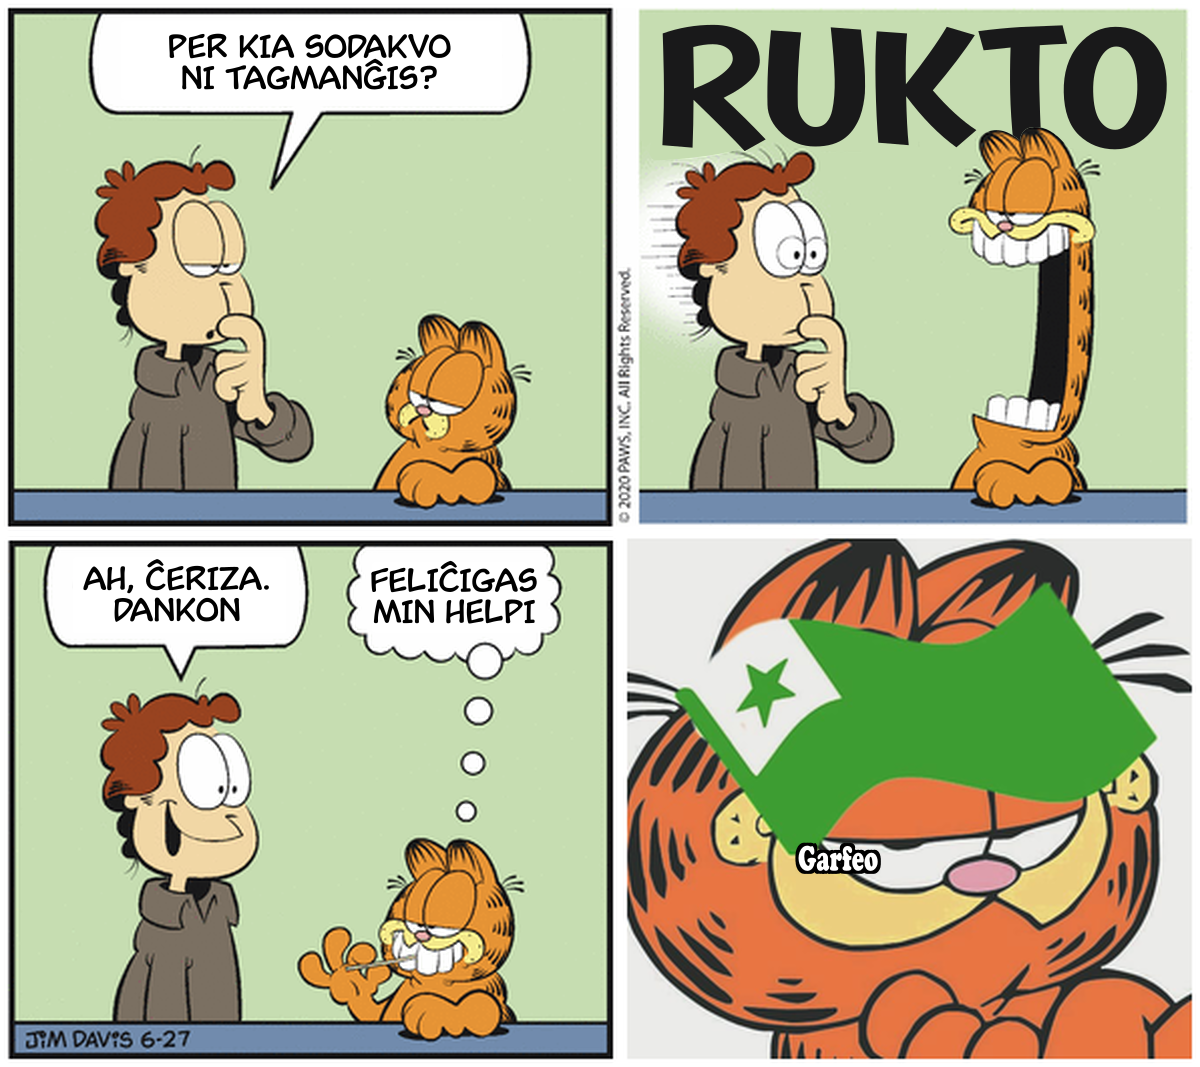 PER KIA SODAKVO
NI TAGMANĜIS?
RUKTO
© 2020 PAWS, INC. All Rights Reserved.
AH, ĈERIZA.
DANKON
FELIĈIGAS
MIN HELPI
JIM DAVIS 6-27
Garfeo